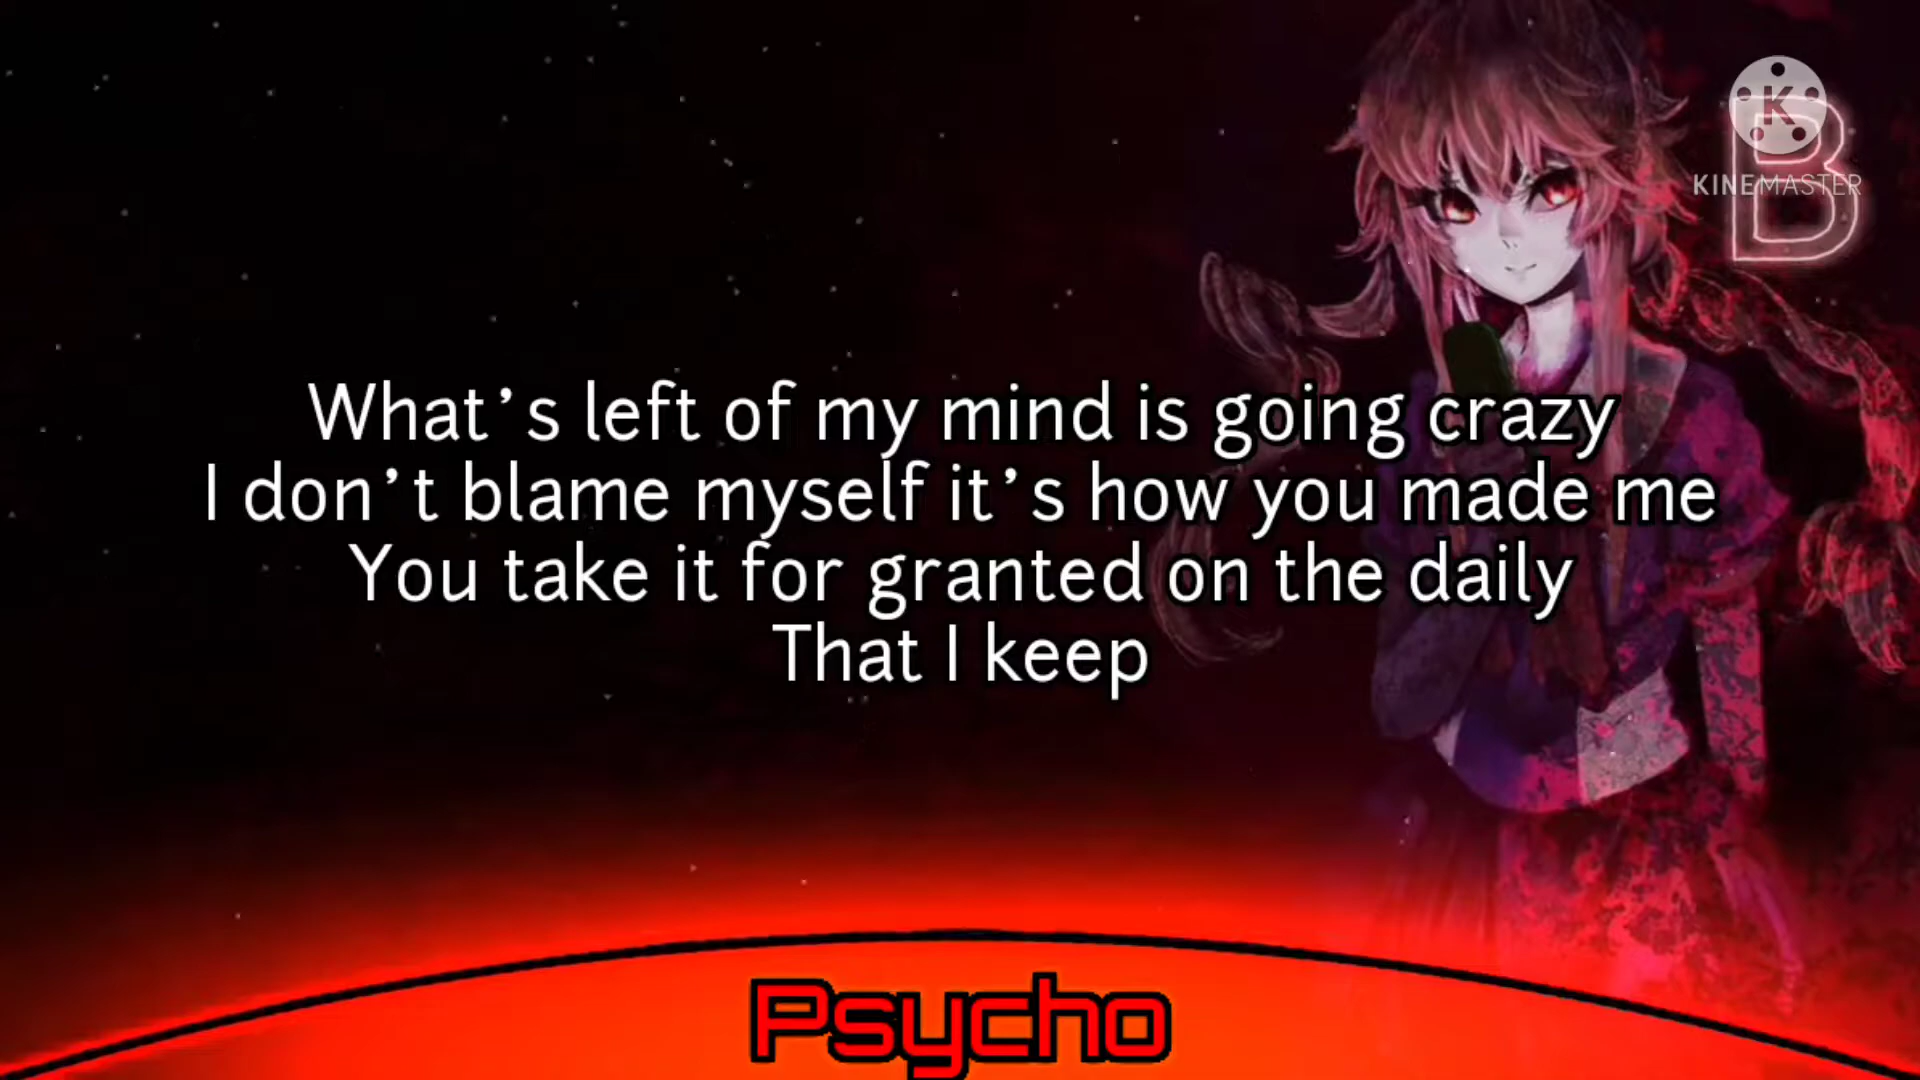 B
K
KINEMASTER
What's left of my mind is going crazy
I don't blame myself it's how you made me
You take it for granted on the daily
That I keep
Psycho